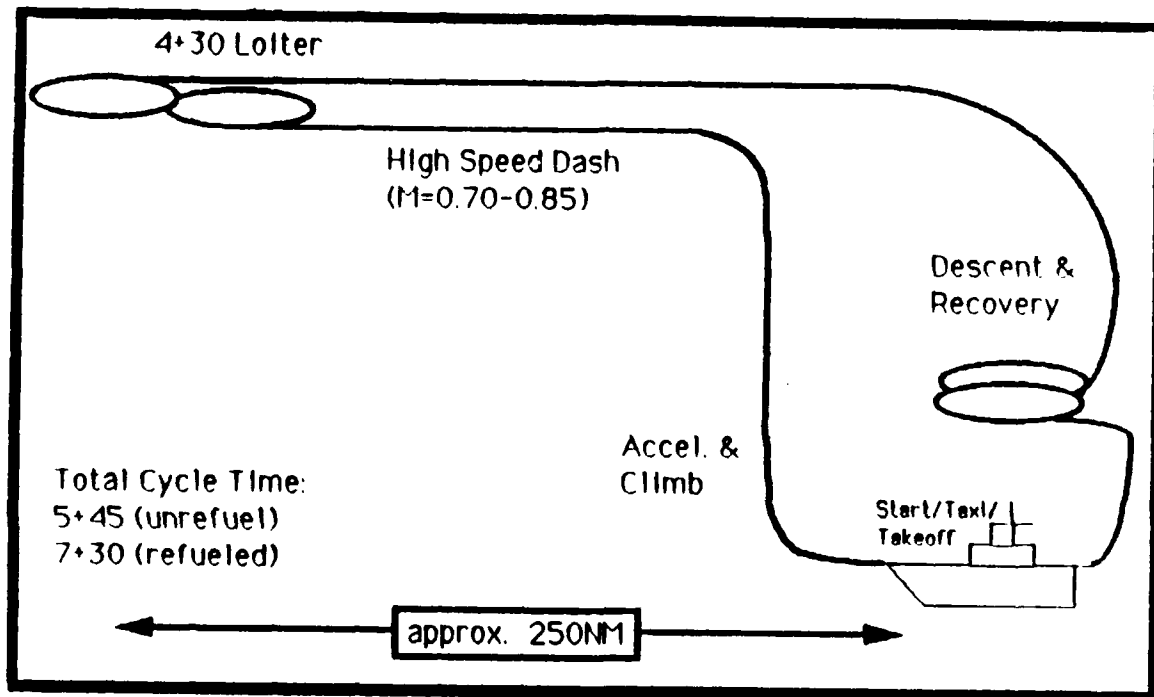 4+30 Loiter
High Speed Dash
(M=0.70-0.85)
Descent &
Recovery
Accel. &
Climb
Total Cycle Time:
5+45 (unrefuel)
7+30 (refueled)
Start/Taxi/
Takeoff
approx. 250NM